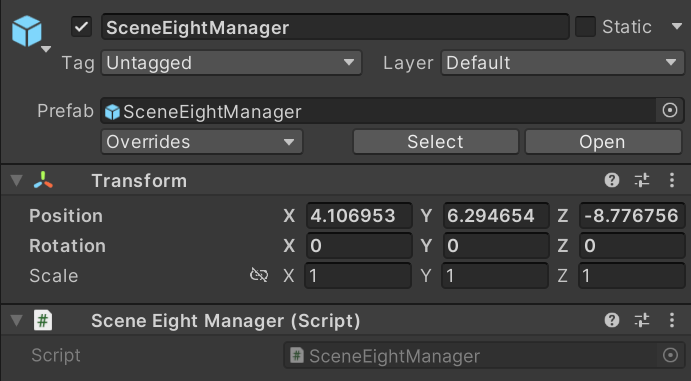 SceneEightManager Static
Tag Untagged Layer Default
Prefab SceneEightManager
Overrides Select Open
Transform
Position X 4.106953 Y 6.294654 Z -8.776756
Rotation X 0 Y 0 Z 0
Scale X 1 Y 1 Z 1
# Scene Eight Manager (Script)
Script # SceneEightManager